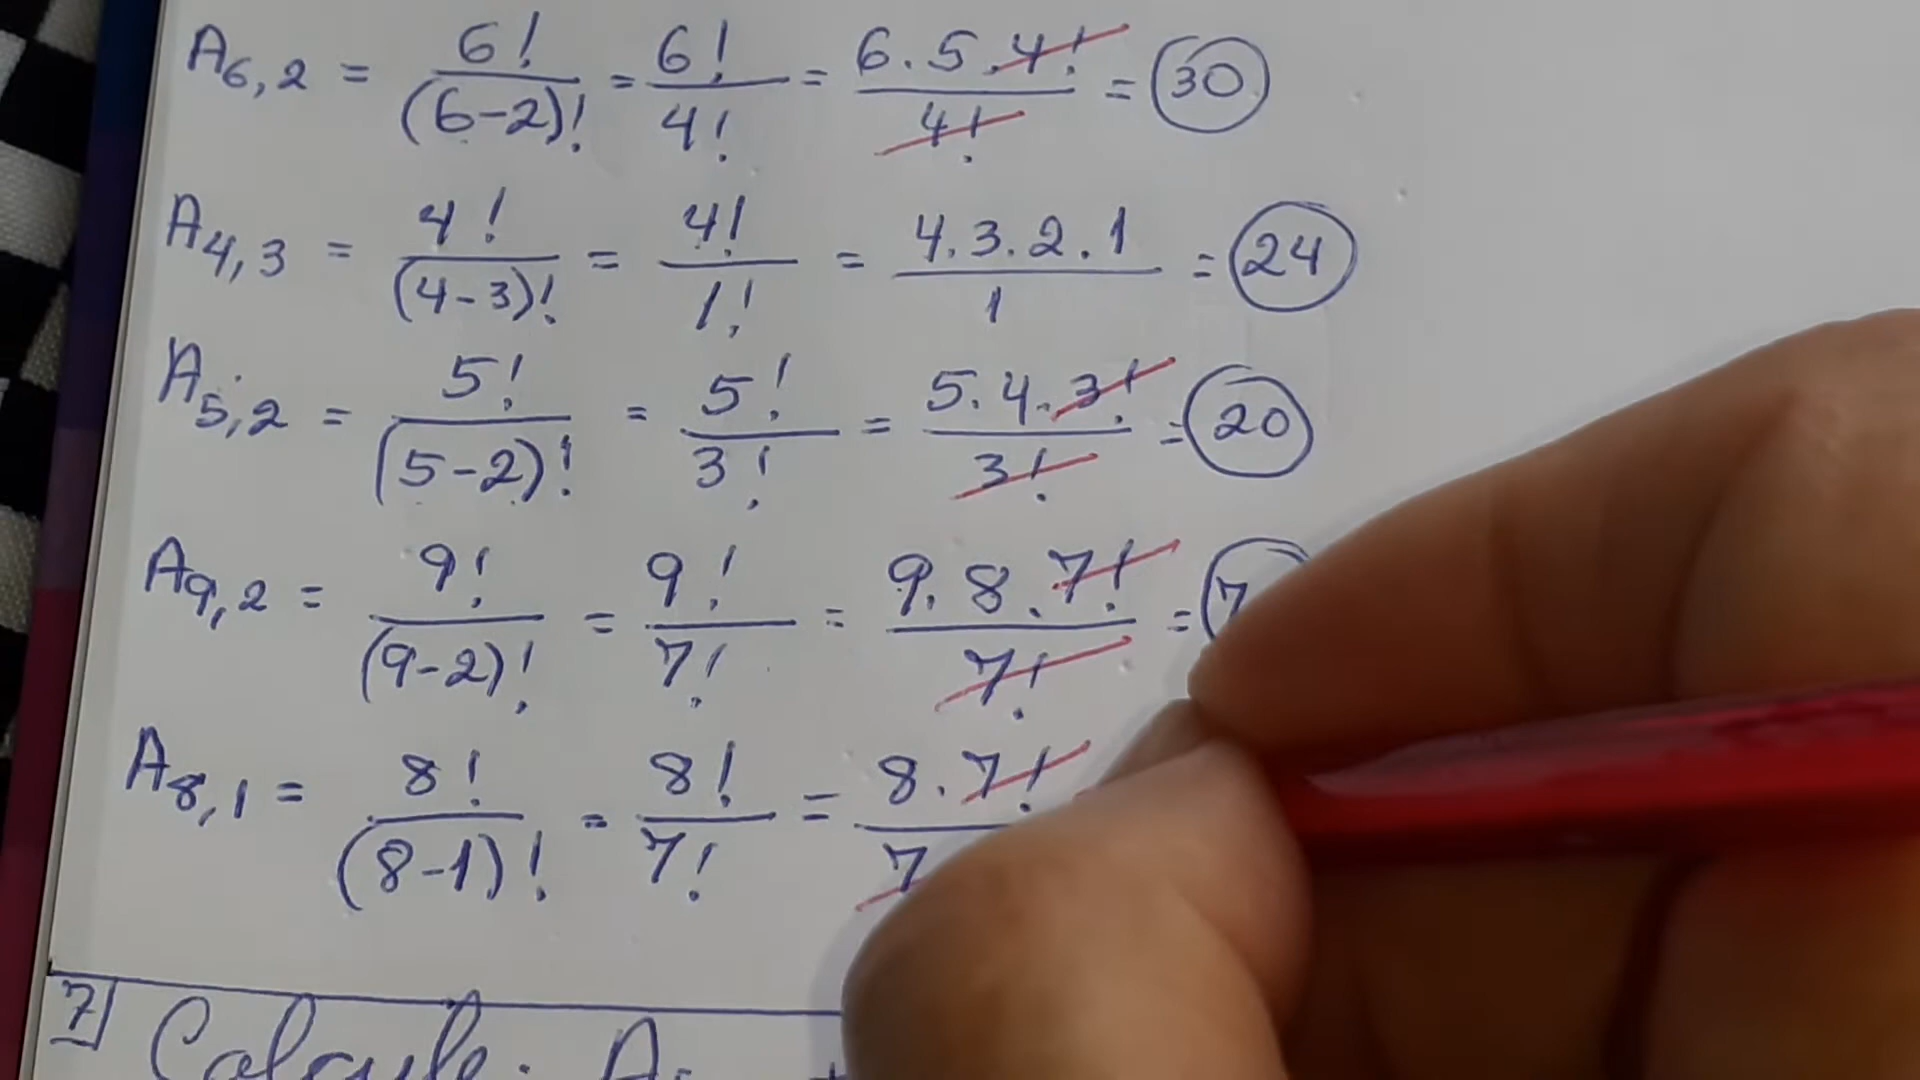 A6,2 = 6!/(6-2)! = 6!/4! = 6.5.4!/4! = 30
A4,3 = 4!/(4-3)! = 4!/1! = 4.3.2.1/1 = 24
A5,2 = 5!/(5-2)! = 5!/3! = 5.4.3!/3! = 20
A9,2 = 9!/(9-2)! = 9!/7! = 9.8.7!/7! = 7
A8,1 = 8!/(8-1)! = 8!/7! = 8.7!/7
7] Calcule: A